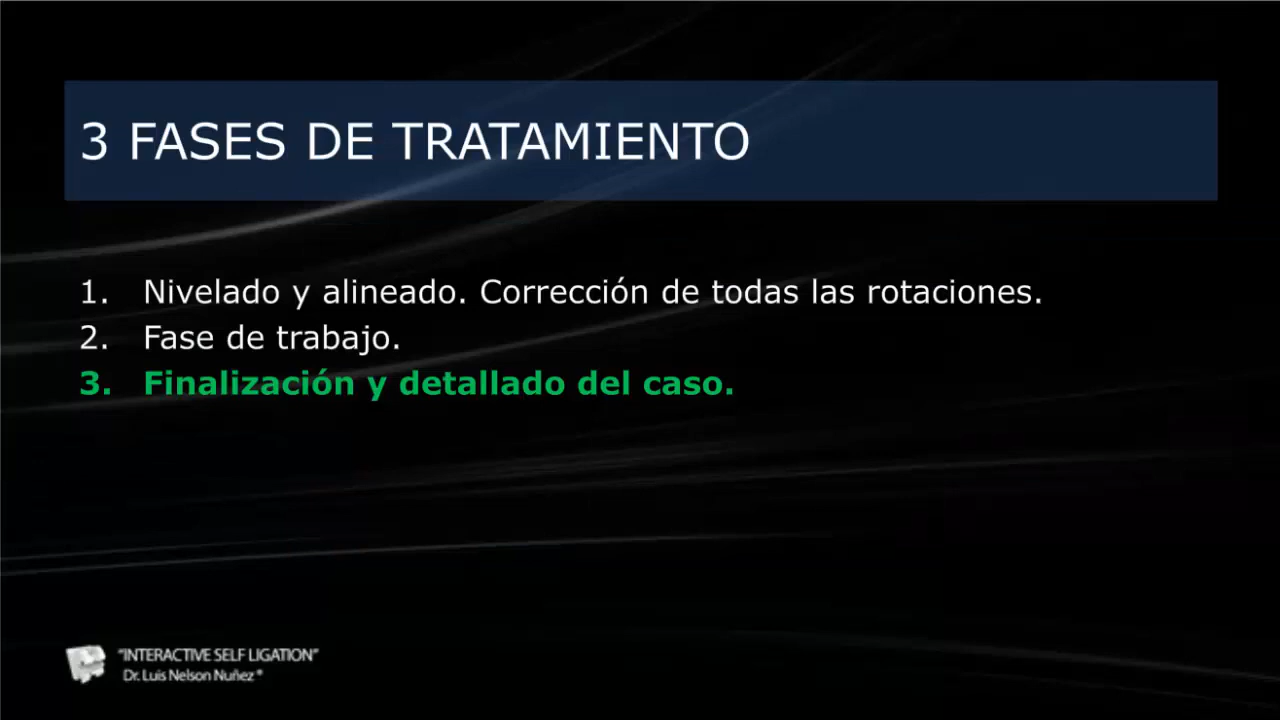 3 FASES DE TRATAMIENTO
1. Nivelado y alineado. Corrección de todas las rotaciones.
2. Fase de trabajo.
3. Finalización y detallado del caso.
“INTERACTIVE SELF LIGATION”
Dr. Luis Nelson Nuñez ®